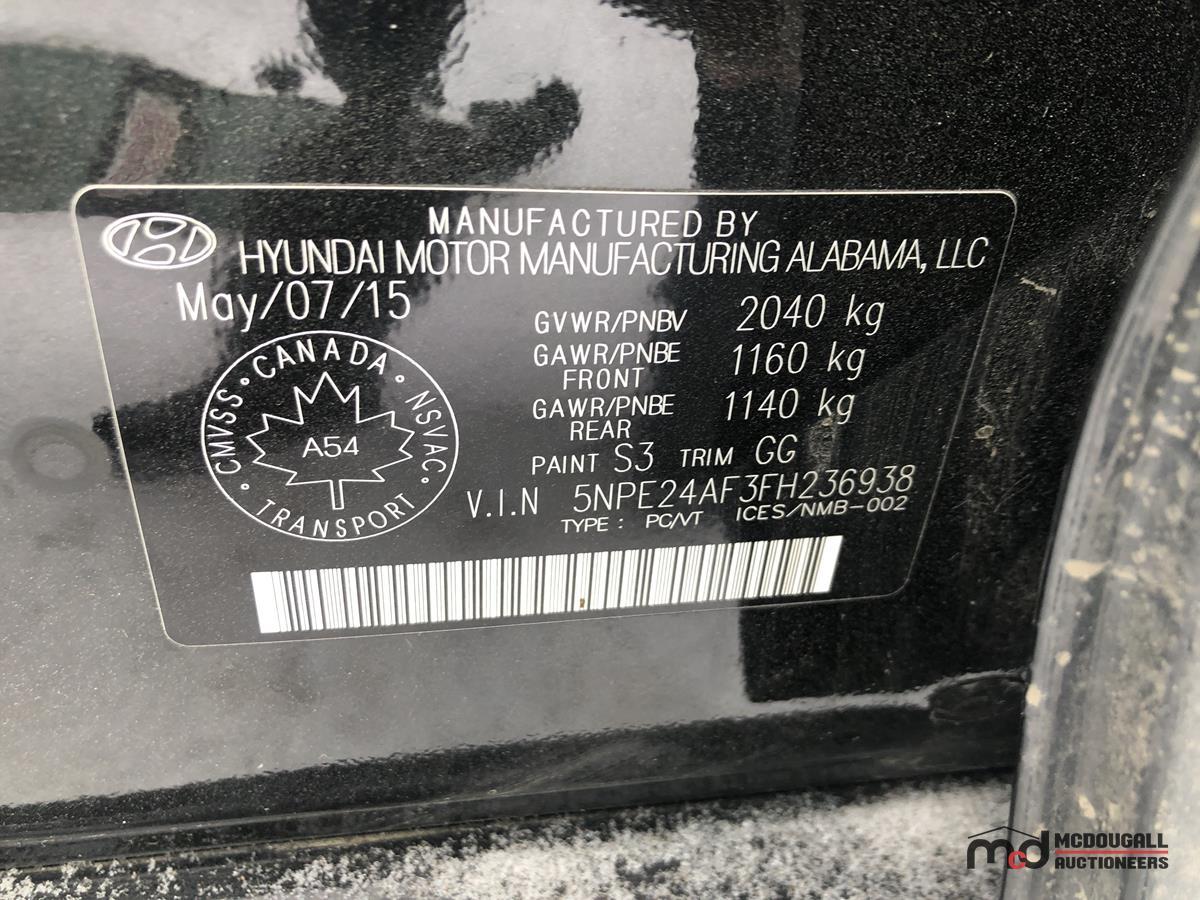 MANUFACTURED BY
HYUNDAI MOTOR MANUFACTURING ALABAMA, LLC
May/07/15
GVWR/PNBV 2040 kg
GAWR/PNBE 1160 kg
FRONT
GAWR/PNBE 1140 kg
REAR
PAINT S3 TRIM GG
V.I.N 5NPE24AF3FH236938
TYPE : PC/VT ICES/NMB-002
CMVSS • CANADA • NSVAC •
A54
TRANSPORT
mcd MCDOUGALL
AUCTIONEERS